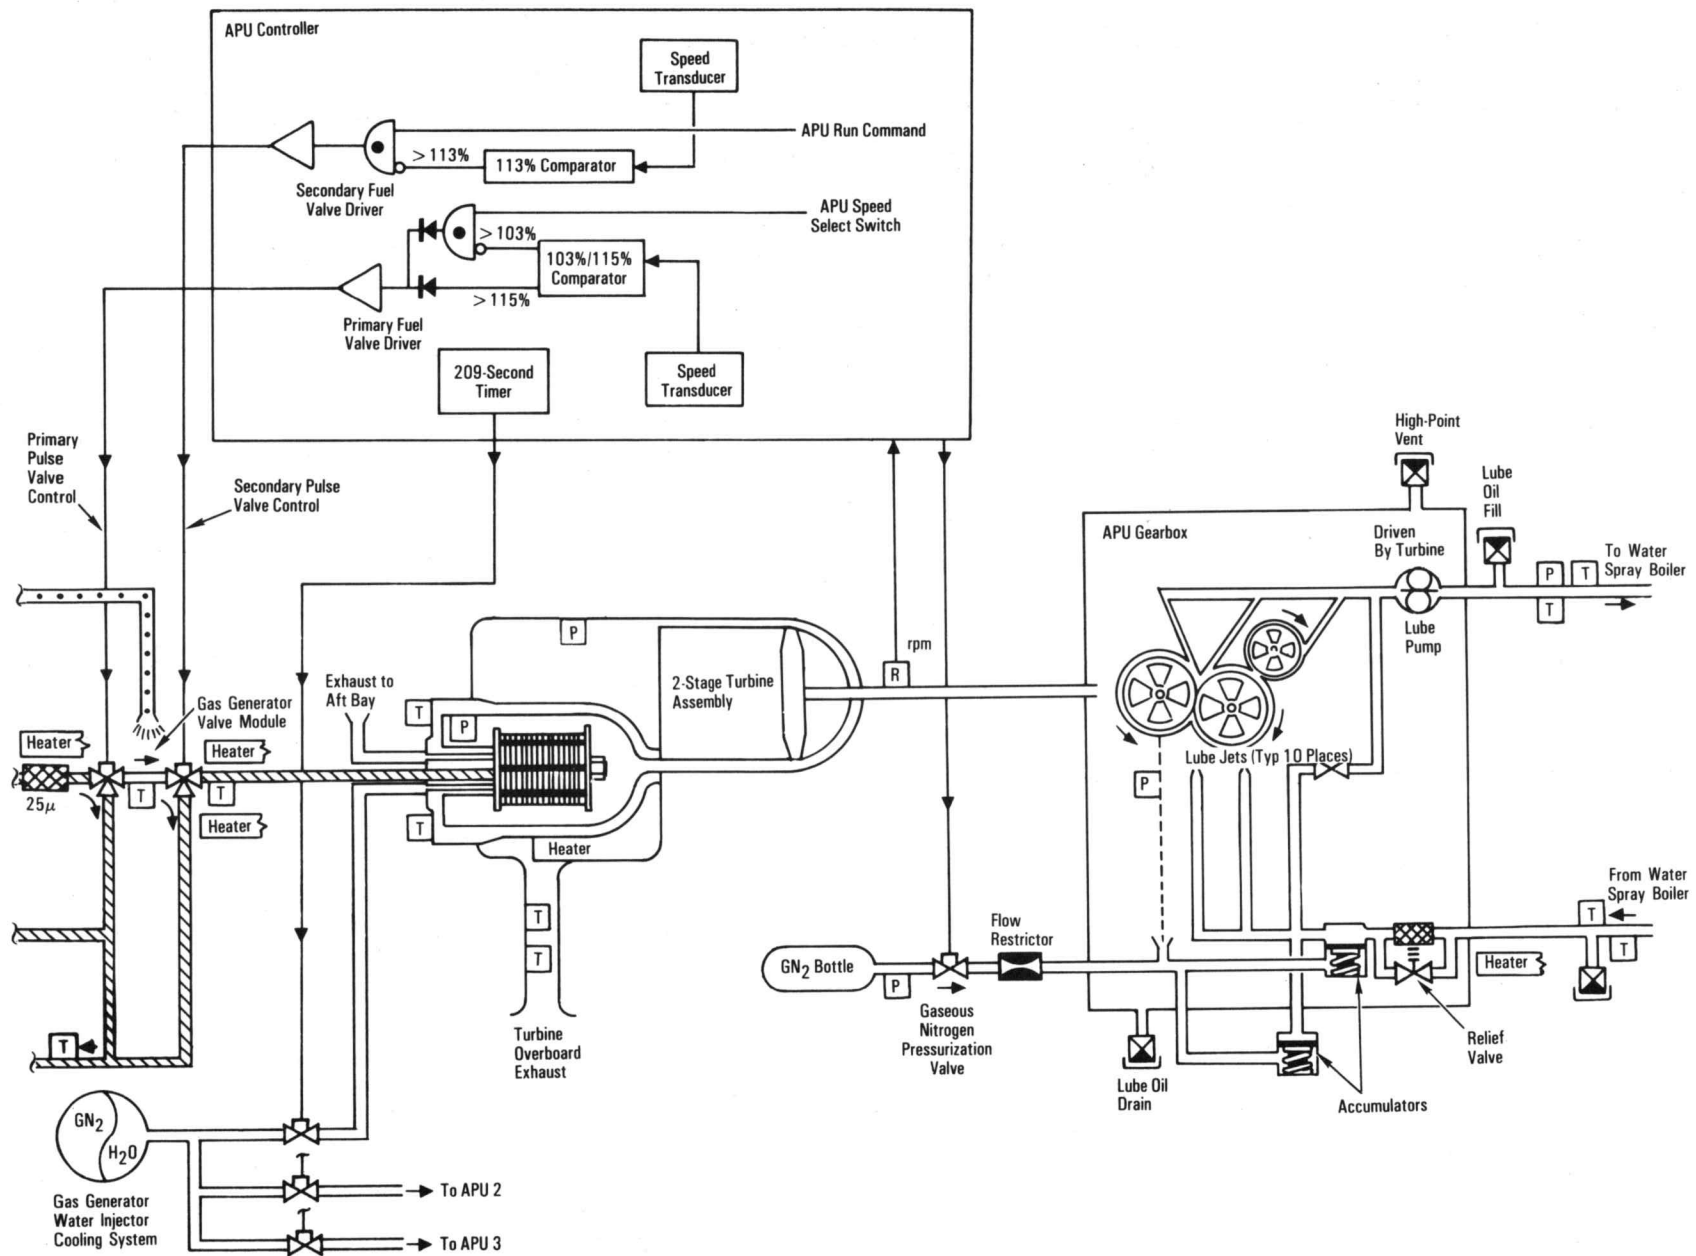 APU Controller
Speed
Transducer
APU Run Command
> 113%
113% Comparator
Secondary Fuel
Valve Driver
APU Speed
Select Switch
> 103%
103%/115%
Comparator
> 115%
Primary Fuel
Valve Driver
209-Second
Timer
Speed
Transducer
Primary
Pulse
Valve
Control
Secondary Pulse
Valve Control
High-Point
Vent
Lube
Oil
Fill
APU Gearbox
Driven
By Turbine
To Water
Spray Boiler
P
T
T
Lube
Pump
P
rpm
R
Exhaust to
Aft Bay
2-Stage Turbine
Assembly
Gas Generator
Valve Module
T
P
Heater
Heater
Lube Jets (Typ 10 Places)
25μ
T
T
P
Heater
T
Heater
From Water
Spray Boiler
T
T
T
T
Flow
Restrictor
GN2 Bottle
P
Heater
Gaseous
Nitrogen
Pressurization
Valve
Turbine
Overboard
Exhaust
T
Relief
Valve
Lube Oil
Drain
Accumulators
GN2
H2O
To APU 2
Gas Generator
Water Injector
Cooling System
To APU 3